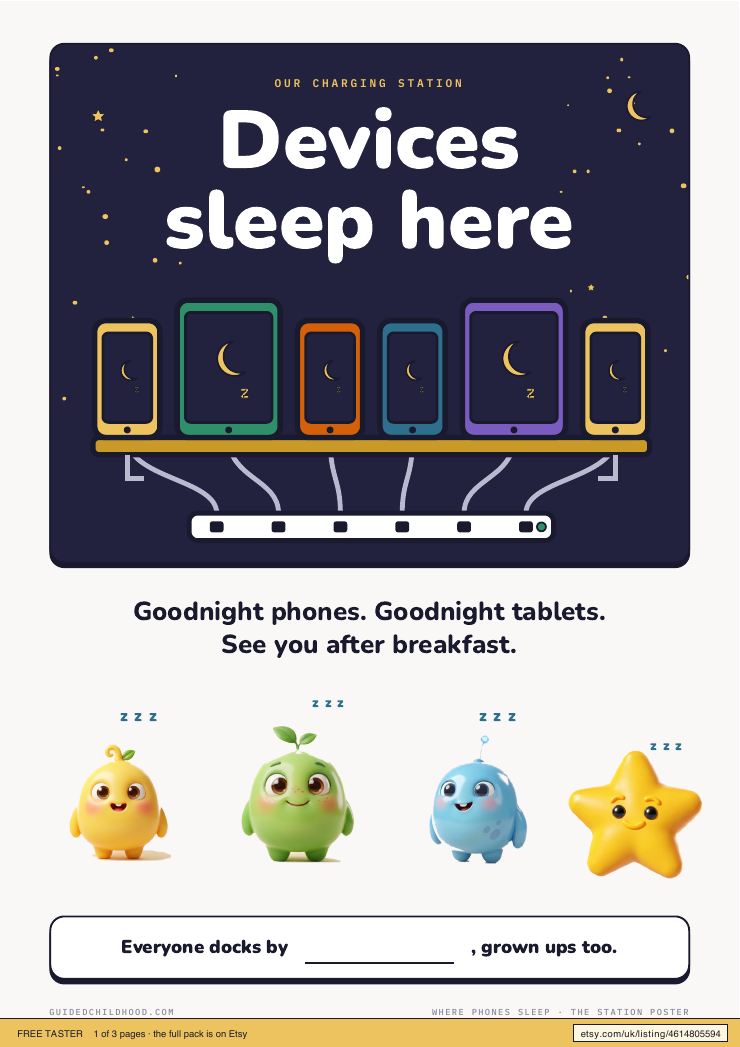 OUR CHARGING STATION
Devices
sleep here
z z z z z z
Goodnight phones. Goodnight tablets.
See you after breakfast.
z z z z z z z z z z z z
Everyone docks by ____________ , grown ups too.
GUIDEDCHILDHOOD.COM WHERE PHONES SLEEP · THE STATION POSTER
FREE TASTER 1 of 3 pages · the full pack is on Etsy etsy.com/uk/listing/4614805594